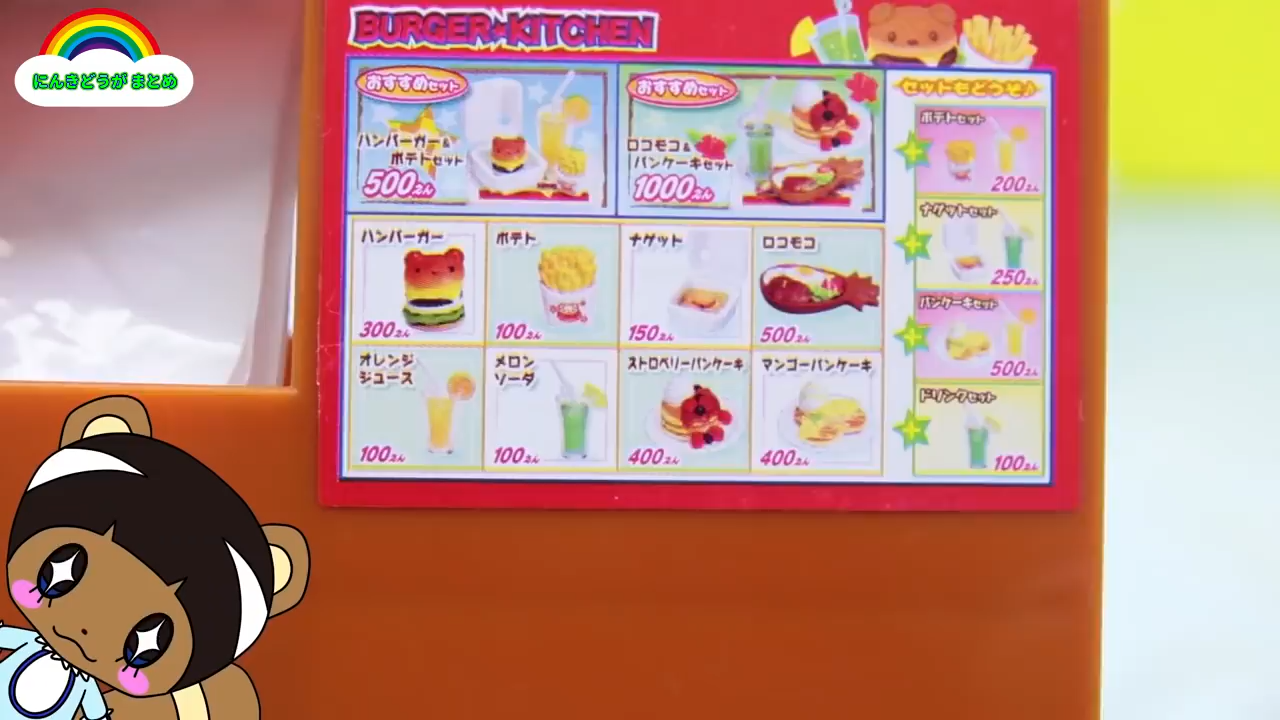 にんきどうが まとめ
BURGER★KITCHEN
おすすめセット
ハンバーガー&
ポテトセット
500えん
おすすめセット
ロコモコ&
パンケーキセット
1000えん
セットもどうぞ♪
ポテトセット
200えん
ナゲットセット
250えん
パンケーキセット
500えん
ドリンクセット
100えん
ハンバーガー
300えん
ポテト
100えん
ナゲット
150えん
ロコモコ
500えん
オレンジ
ジュース
100えん
メロン
ソーダ
100えん
ストロベリーパンケーキ
400えん
マンゴーパンケーキ
400えん